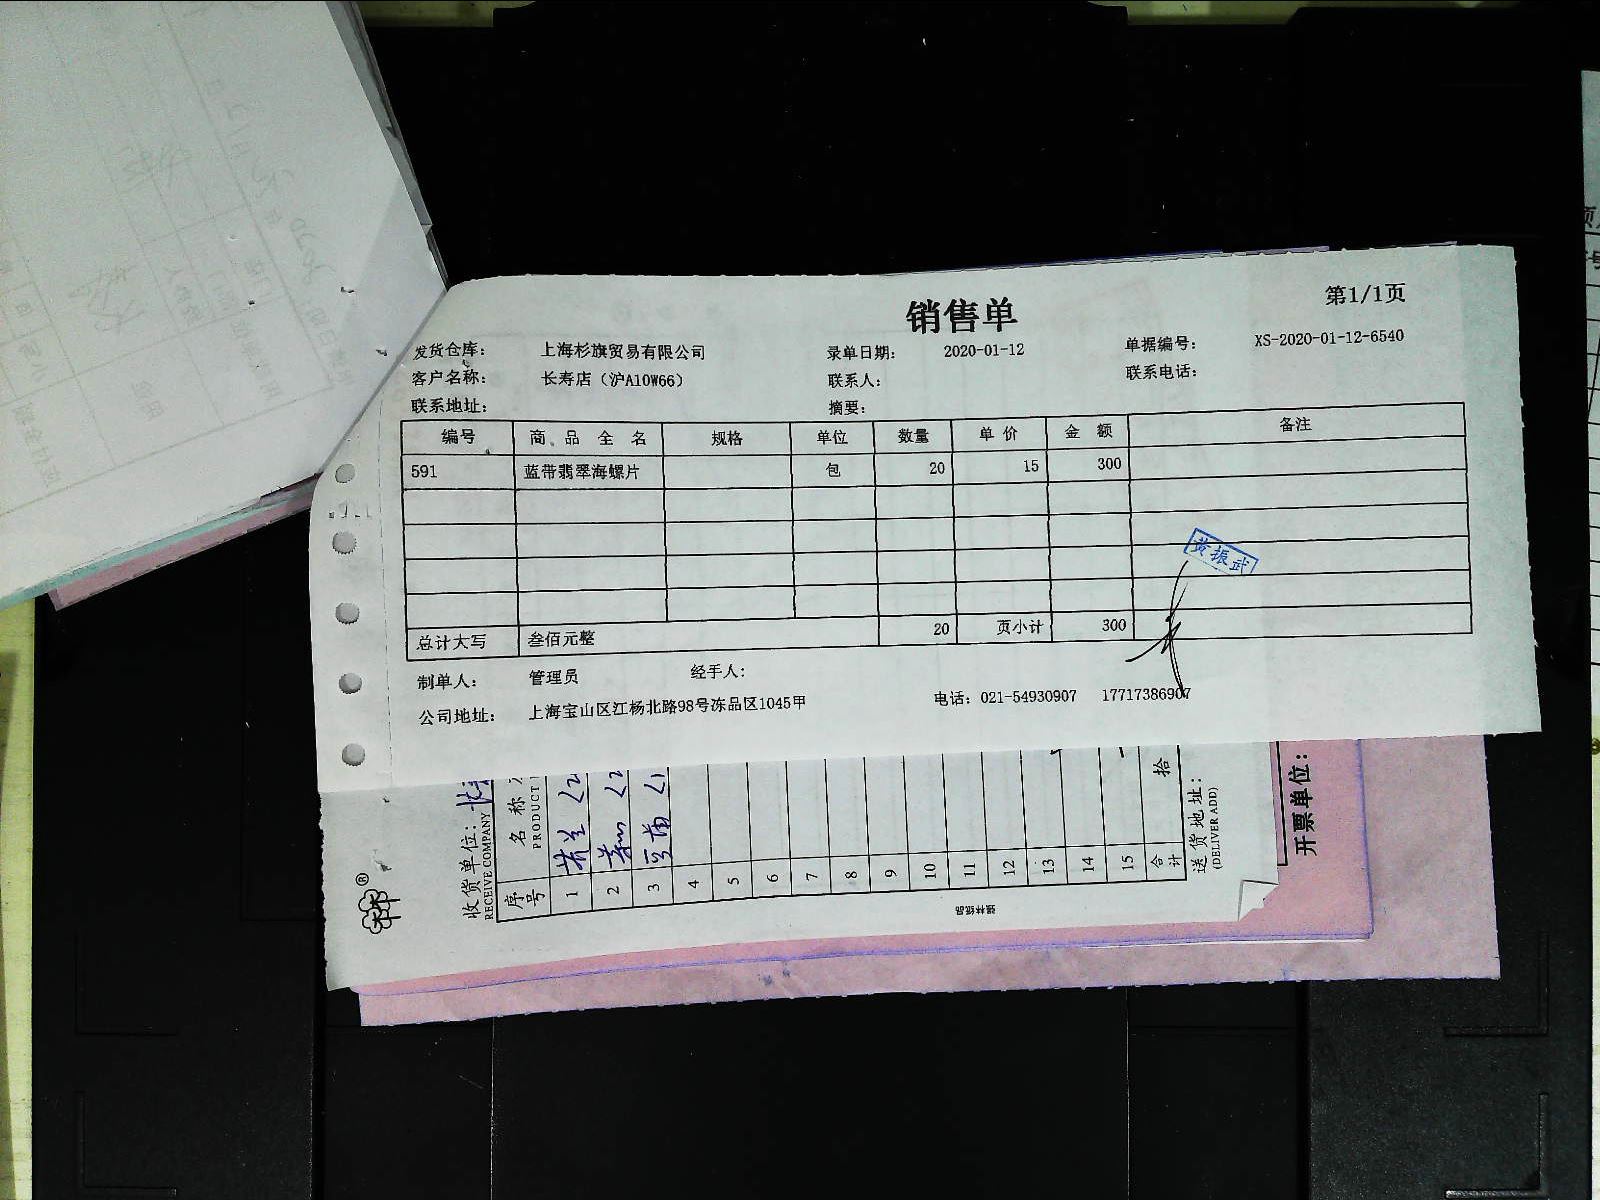 销售单
第1/1页
发货仓库： 上海杉旗贸易有限公司 录单日期： 2020-01-12 单据编号： XS-2020-01-12-6540
客户名称： 长寿店（沪A10W66） 联系人： 联系电话：
联系地址： 摘要：
编号 商品全名 规格 单位 数量 单价 金额 备注
591 蓝带翡翠海螺片 包 20 15 300
黄振武
总计大写 叁佰元整 20 页小计 300
制单人： 管理员 经手人：
公司地址： 上海宝山区江杨北路98号冻品区1045甲 电话：021-54930907 17717386907
收货单位：
RECEIVE COMPANY
序号 名称
PRODUCT
1
2
3
4
5
6
7
8
9
10
11
12
13
14
15
合计 拾
送货地址：
(DELIVER ADD)
开票单位：